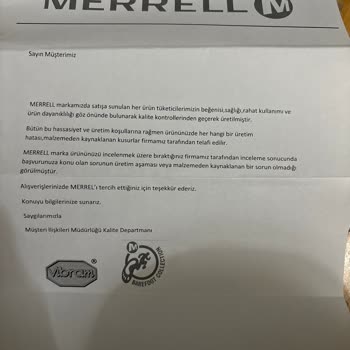 MERRELL M
Sayın Müşterimiz
MERRELL markamızda satışa sunulan her ürün tüketicilerimizin beğenisi,sağlığı,rahat kullanımı ve
ürün dayanıklılığı göz önünde bulunarak kalite kontrollerinden geçerek üretilmiştir.
Bütün bu hassasiyet ve üretim koşullarına rağmen ürününüzde her hangi bir üretim
hatası,malzemeden kaynaklanan kusurlar firmamız tarafından telafi edilir.
MERRELL marka ürününüzü incelenmek üzere bıraktığınız firmamız tarafından inceleme sonucunda
başvurunuza konu olan sorunun üretim aşaması veya malzemeden kaynaklanan bir sorun olmadığı
görülmüştür.
Alışverişlerinizde MERREL'ı tercih ettiğiniz için teşekkür ederiz.
Konuyu bilgilerinize sunarız.
Saygılarımızla
Müşteri İlişkileri Müdürlüğü Kalite Departmanı
vibram ®
M
BAREFOOT COLLECTION